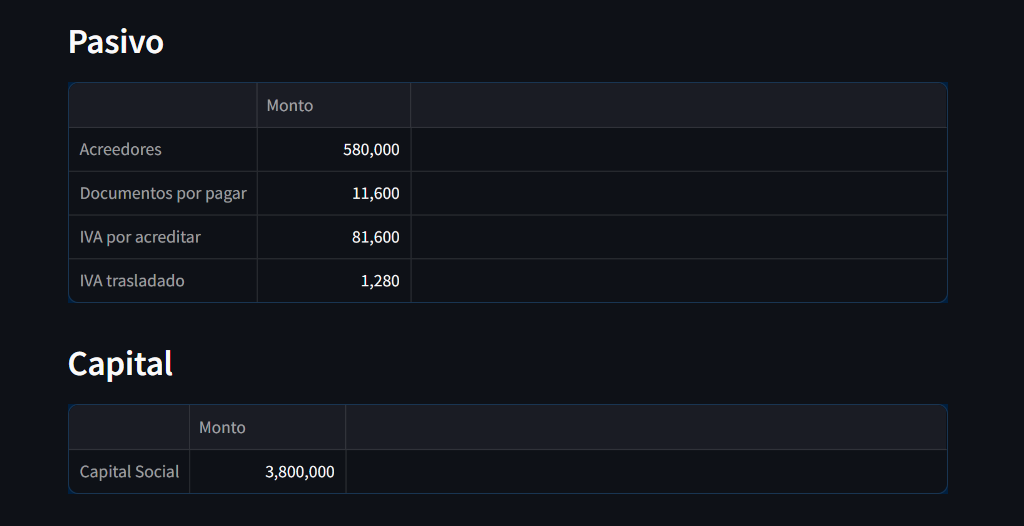 Pasivo
Monto
Acreedores 580,000
Documentos por pagar 11,600
IVA por acreditar 81,600
IVA trasladado 1,280
Capital
Monto
Capital Social 3,800,000